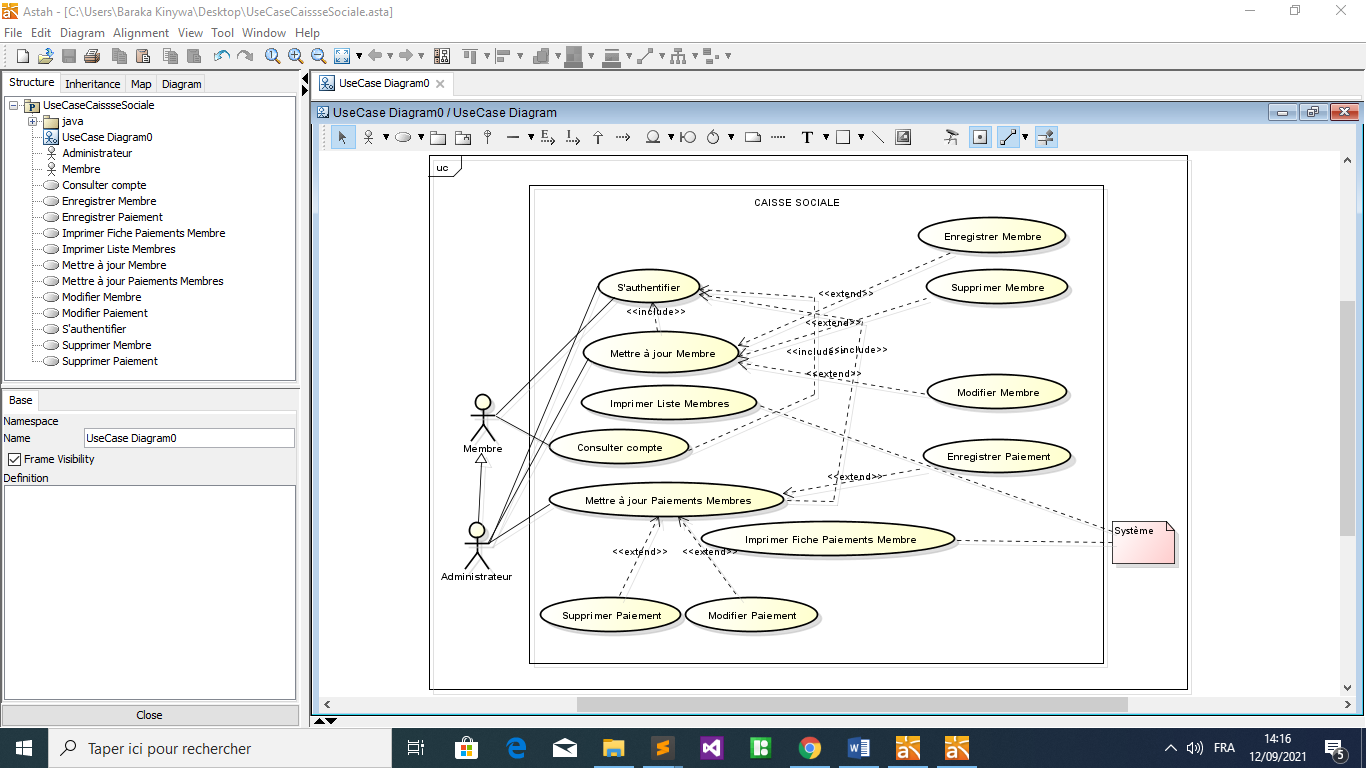 Astah - [C:\Users\Baraka Kinywa\Desktop\UseCaseCaissseSociale.asta]
File Edit Diagram Alignment View Tool Window Help
Structure Inheritance Map Diagram
UseCaseCaissseSociale
java
UseCase Diagram0
Administrateur
Membre
Consulter compte
Enregistrer Membre
Enregistrer Paiement
Imprimer Fiche Paiements Membre
Imprimer Liste Membres
Mettre à jour Membre
Mettre à jour Paiements Membres
Modifier Membre
Modifier Paiement
S'authentifier
Supprimer Membre
Supprimer Paiement
Base
Namespace
Name UseCase Diagram0
Frame Visibility
Definition
Close
UseCase Diagram0
UseCase Diagram0 / UseCase Diagram
E I T
uc
CAISSE SOCIALE
Enregistrer Membre
S'authentifier
Supprimer Membre
<<extend>>
<<include>>
<<extend>>
Mettre à jour Membre
<<include>>
<<include>>
<<extend>>
Modifier Membre
Imprimer Liste Membres
Membre
Consulter compte
Enregistrer Paiement
<<extend>>
Mettre à jour Paiements Membres
Système
Imprimer Fiche Paiements Membre
<<extend>>
<<extend>>
Administrateur
Supprimer Paiement
Modifier Paiement
Taper ici pour rechercher
FRA
14:16
12/09/2021
5